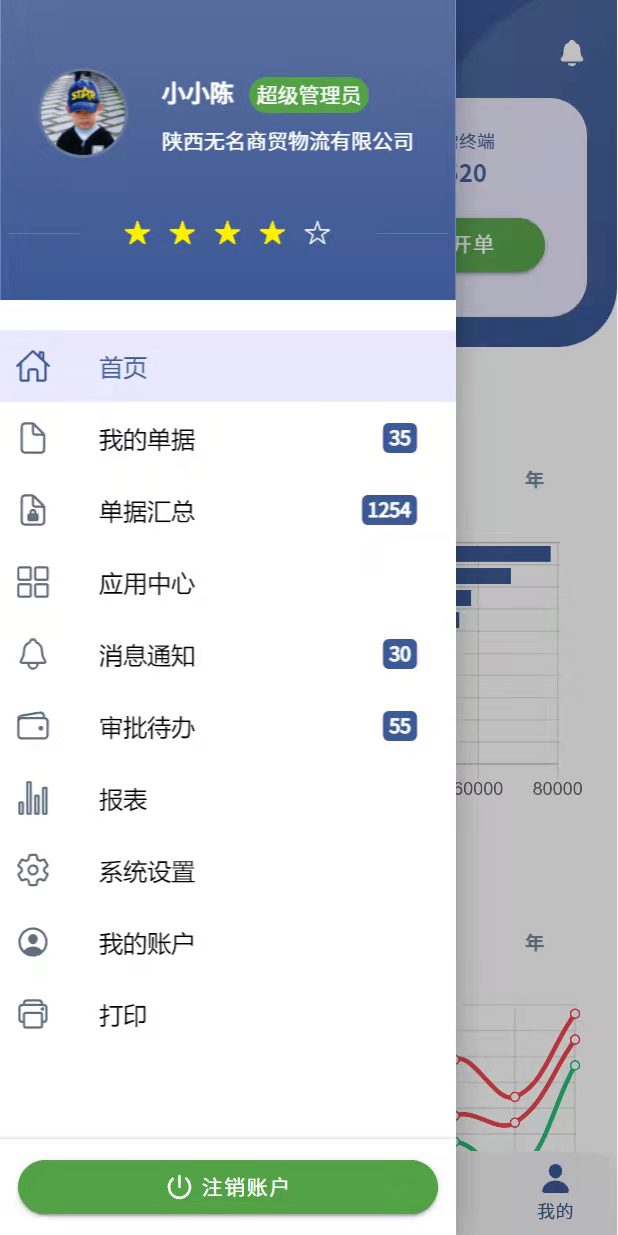 小小陈 超级管理员
陕西无名商贸物流有限公司
终端
520
开单
首页
我的单据 35
单据汇总 1254
应用中心
消息通知 30
审批待办 55
报表
系统设置
我的账户
打印
注销账户
年
60000 80000
年
我的